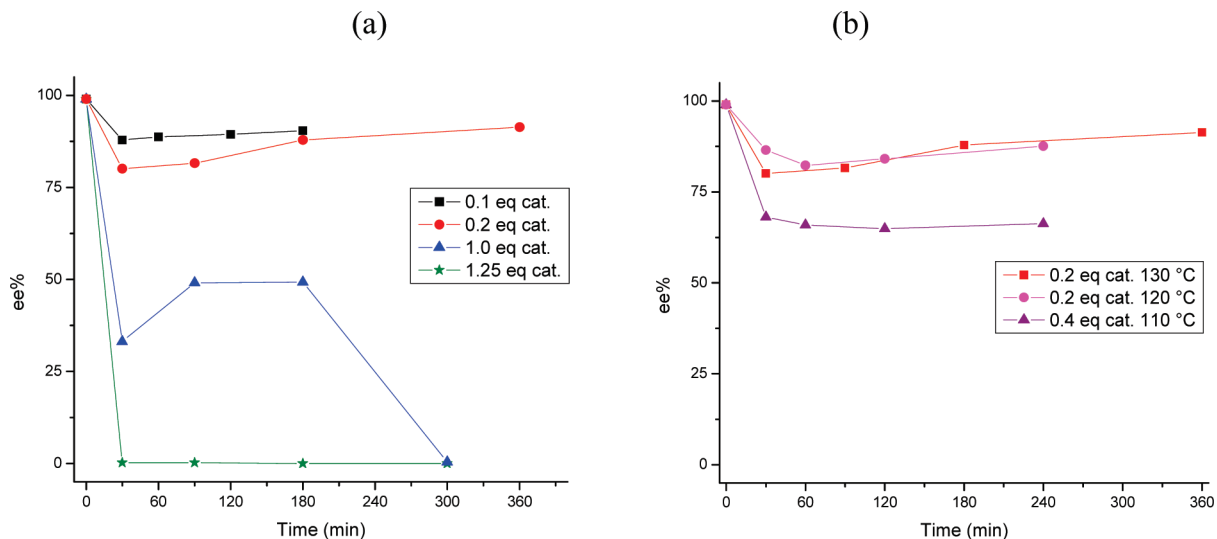 (a)
100
75
50
25
0
ee%
0 60 120 180 240 300 360
Time (min)
0.1 eq cat.
0.2 eq cat.
1.0 eq cat.
1.25 eq cat.
(b)
100
75
50
25
0
ee%
0 60 120 180 240 300 360
Time (min)
0.2 eq cat. 130 °C
0.2 eq cat. 120 °C
0.4 eq cat. 110 °C